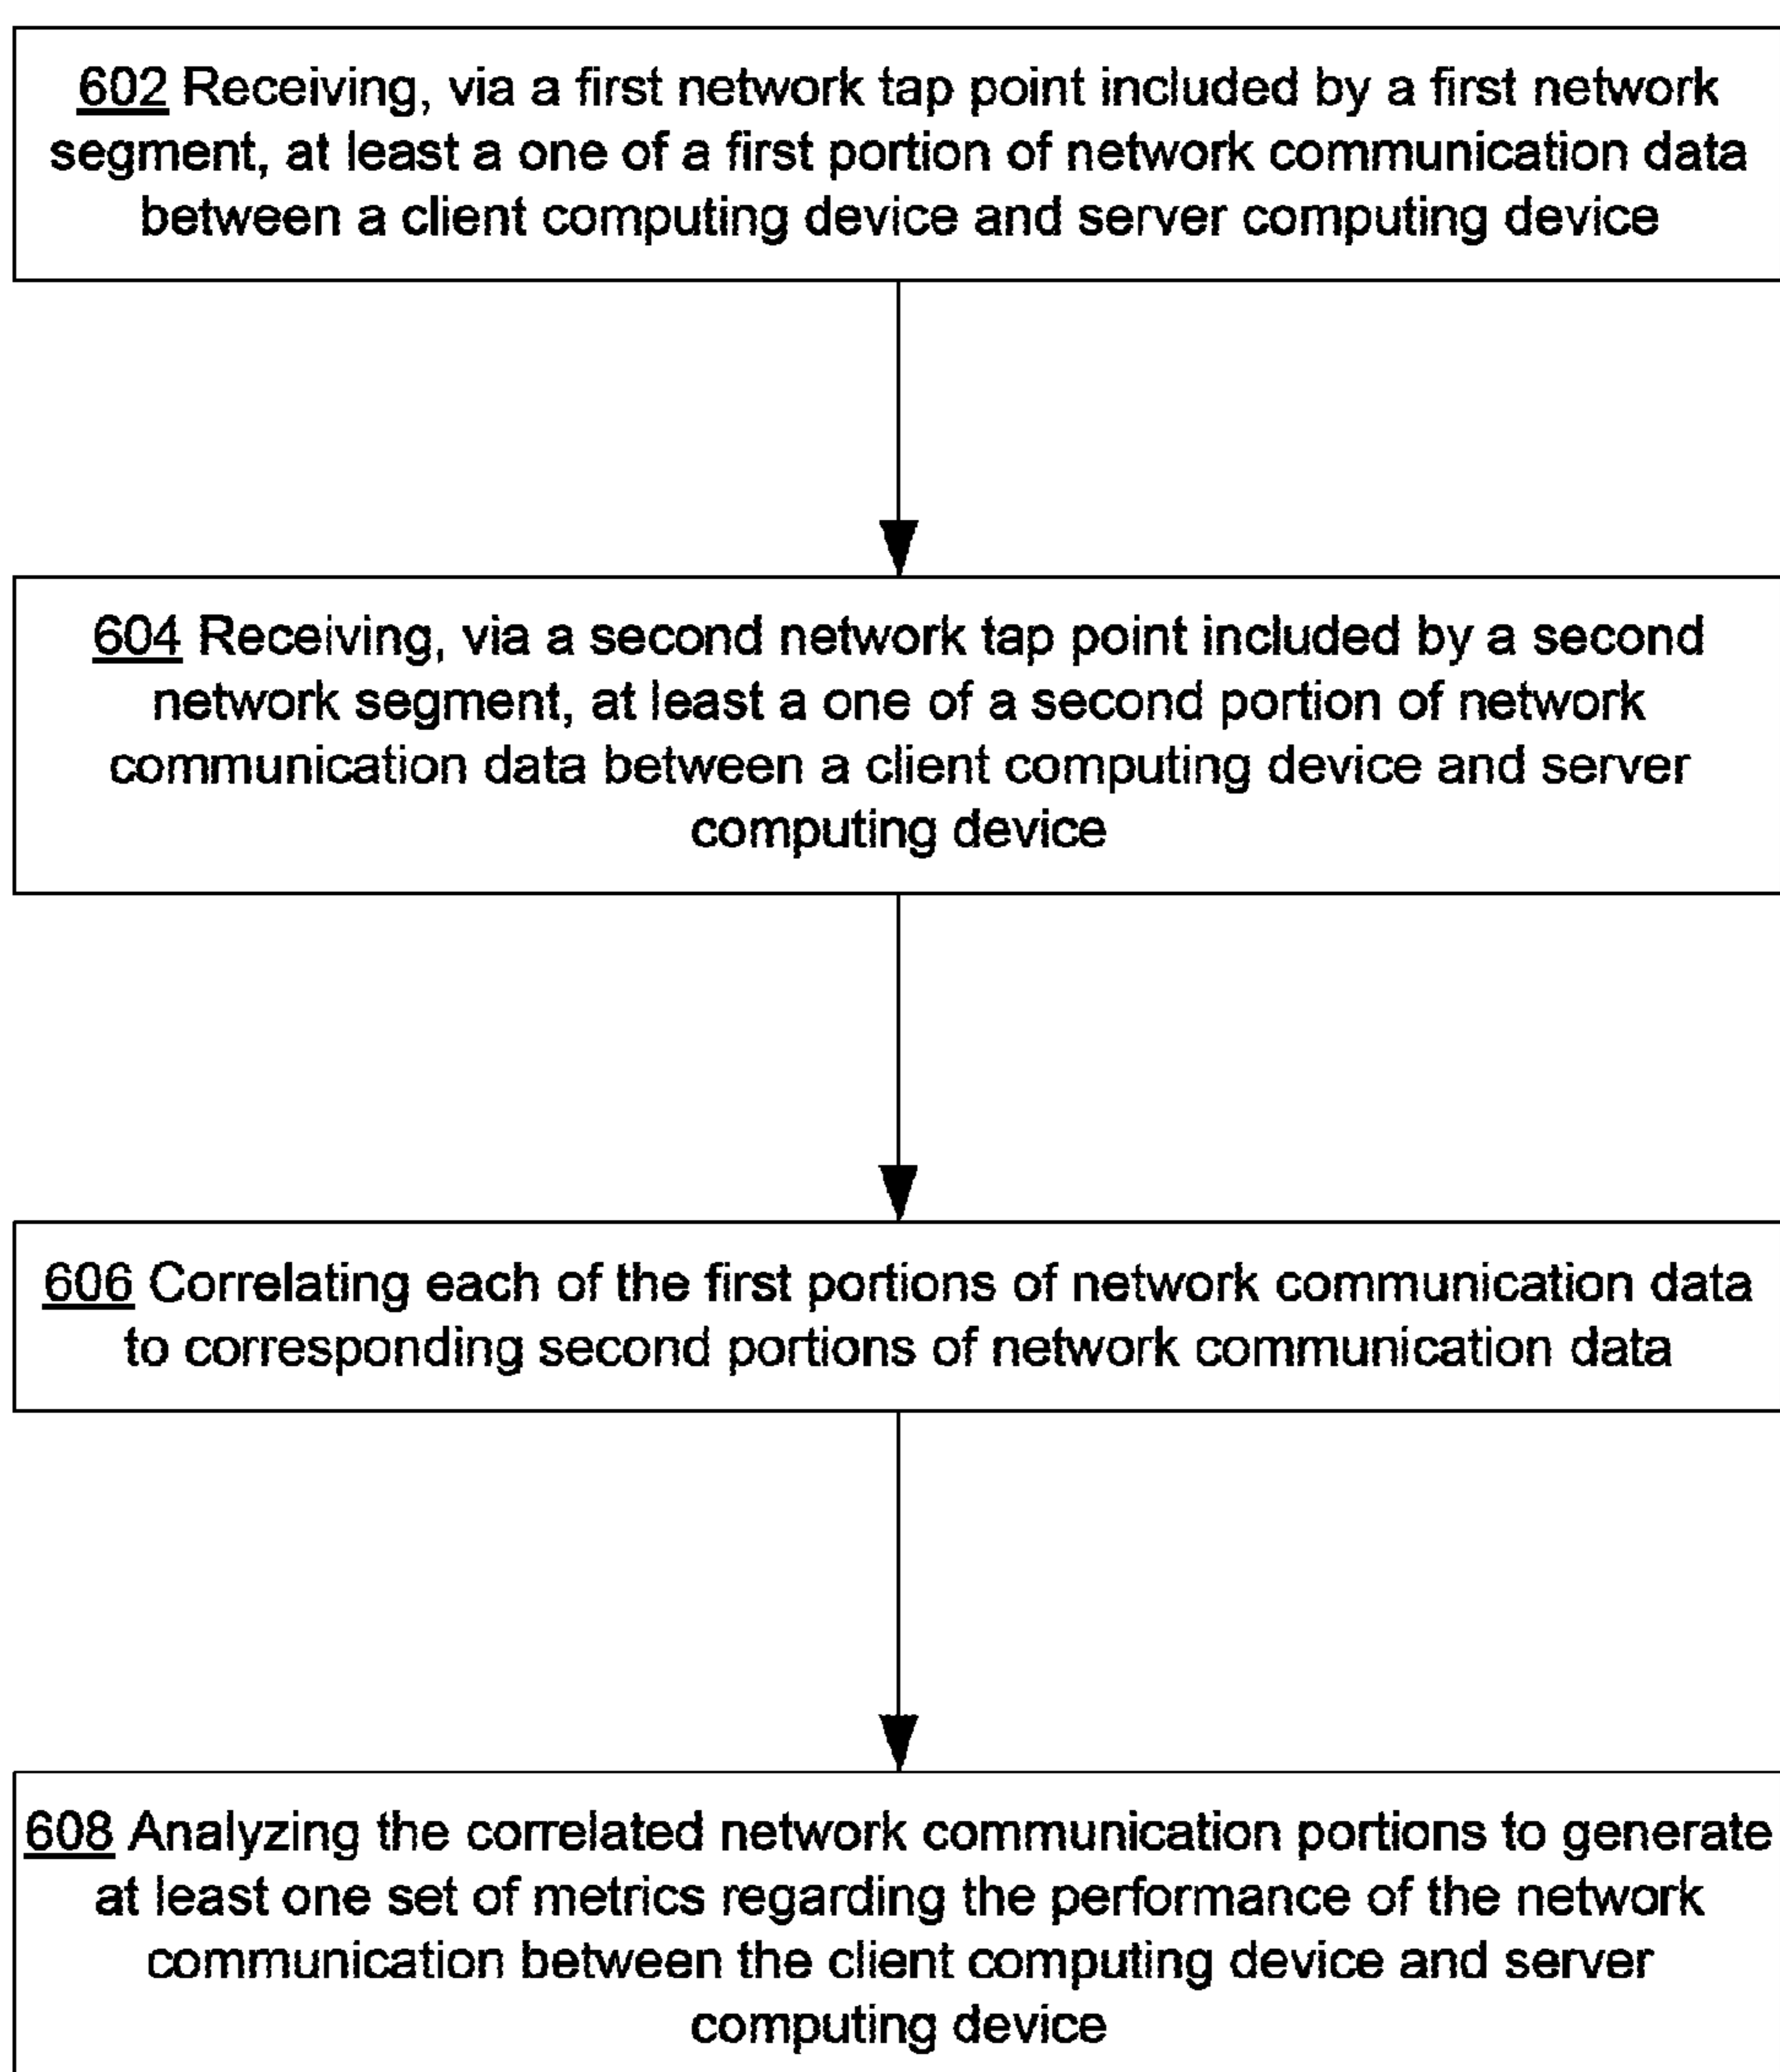 602 Receiving, via a first network tap point included by a first network
segment, at least a one of a first portion of network communication data
between a client computing device and server computing device
604 Receiving, via a second network tap point included by a second
network segment, at least a one of a second portion of network
communication data between a client computing device and server
computing device
606 Correlating each of the first portions of network communication data
to corresponding second portions of network communication data
608 Analyzing the correlated network communication portions to generate
at least one set of metrics regarding the performance of the network
communication between the client computing device and server
computing device